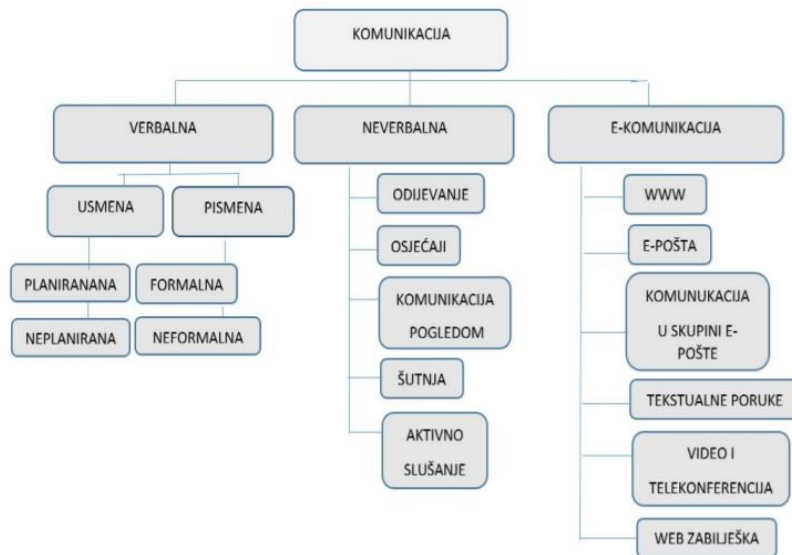 KOMUNIKACIJA
VERBALNA
NEVERBALNA
E-KOMUNIKACIJA
USMENA
PISMENA
PLANIRANANA
FORMALNA
NEPLANIRANA
NEFORMALNA
ODIJEVANJE
OSJEĆAJI
KOMUNIKACIJA
POGLEDOM
ŠUTNJA
AKTIVNO
SLUŠANJE
WWW
E-POŠTA
KOMUNUKACIJA
U SKUPINI E-
POŠTE
TEKSTUALNE PORUKE
VIDEO I
TELEKONFERENCIJA
WEB ZABILJEŠKA